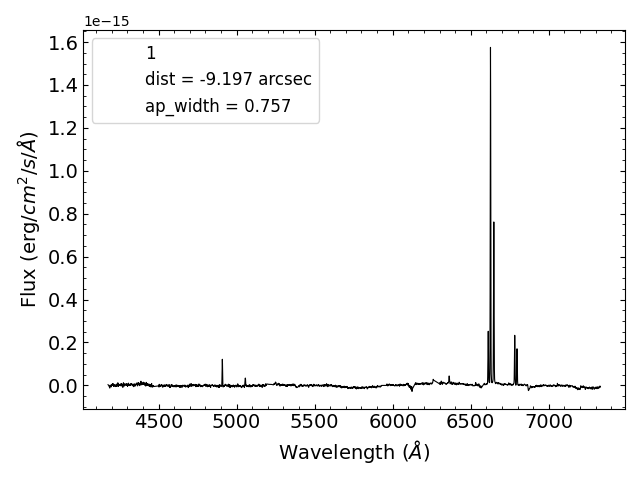 1e−15
1
dist = -9.197 arcsec
ap_width = 0.757
1.6
1.4
1.2
1.0
0.8
0.6
0.4
0.2
0.0
Flux (erg/cm²/s/Å)
4500 5000 5500 6000 6500 7000
Wavelength (Å)